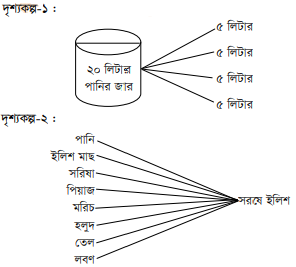 দৃশ্যকল্প-১ :
২০ লিটার
পানির জার
৫ লিটার
৫ লিটার
৫ লিটার
৫ লিটার
দৃশ্যকল্প-২ :
পানি
ইলিশ মাছ
সরিষা
পিয়াজ
মরিচ
হলুদ
তেল
লবণ
সরষে ইলিশ